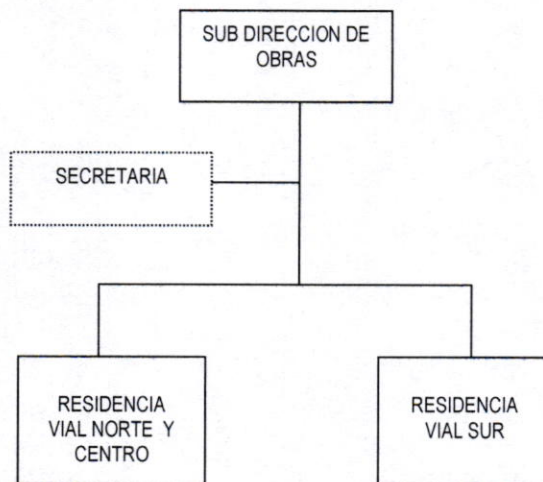 SUB DIRECCION DE
OBRAS
SECRETARIA
RESIDENCIA
VIAL NORTE Y
CENTRO
RESIDENCIA
VIAL SUR